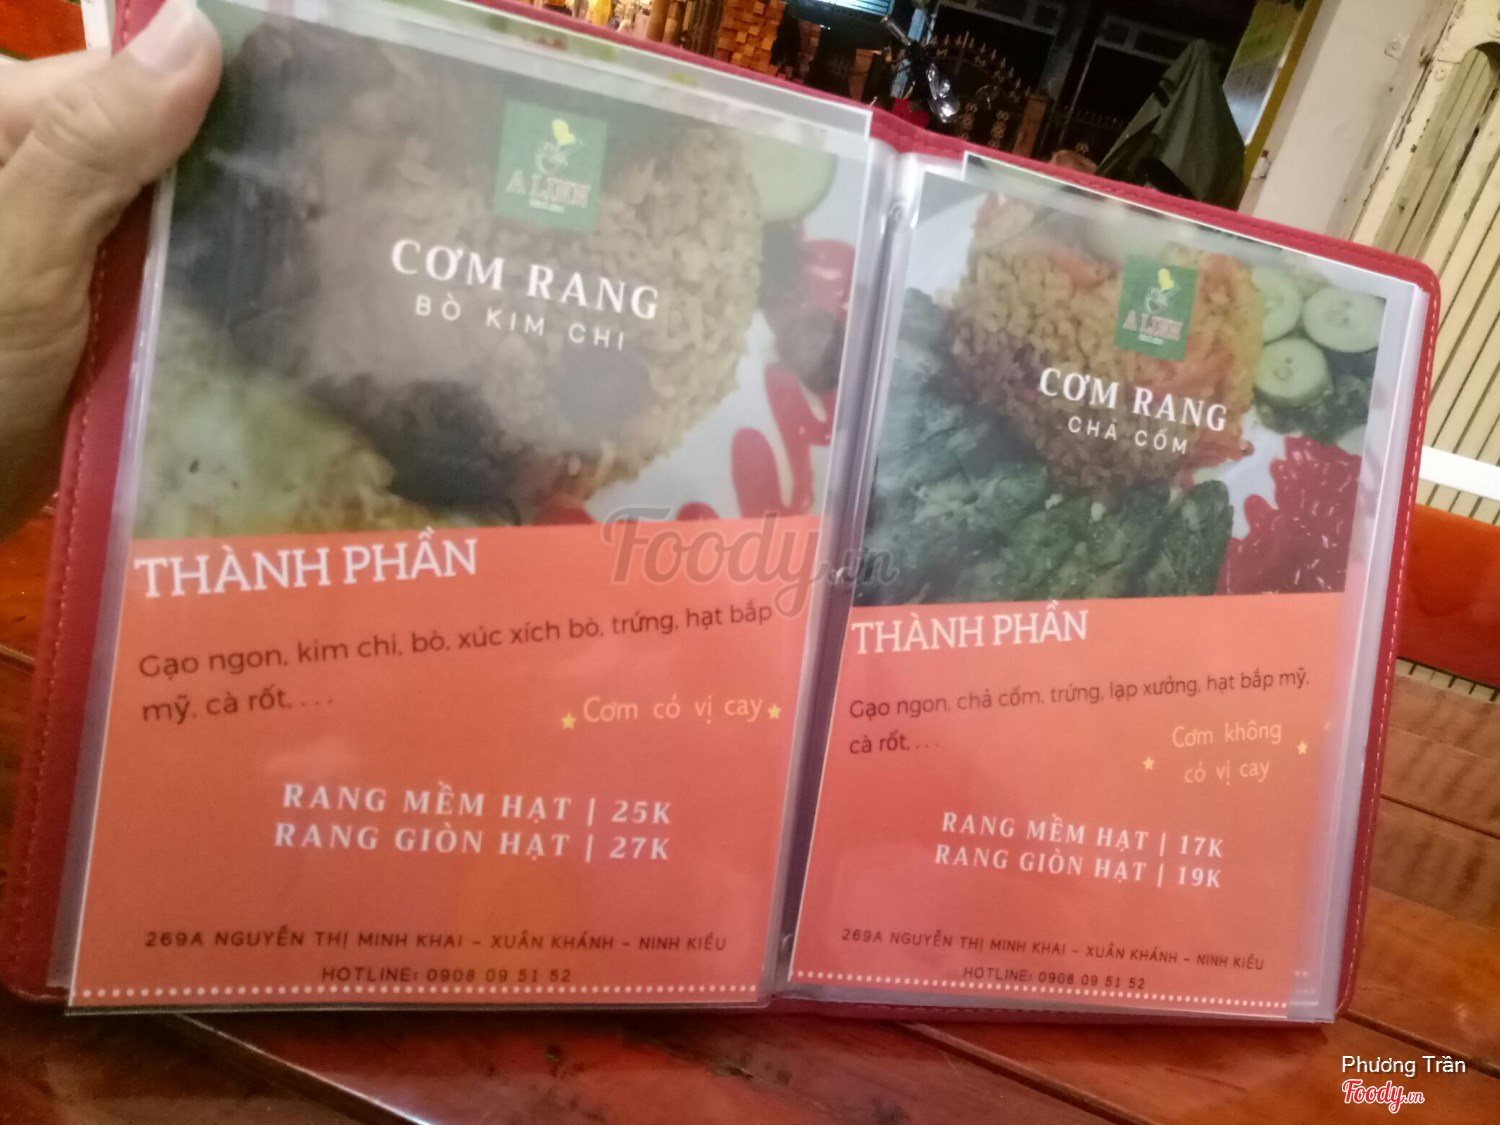 A LINH
CƠM RANG
BÒ KIM CHI
THÀNH PHẦN
Gạo ngon, kim chi, bò, xúc xích bò, trứng, hạt bắp
mỹ, cà rốt, . . .
Cơm có vị cay
RANG MỀM HẠT | 25K
RANG GIÒN HẠT | 27K
269A NGUYỄN THỊ MINH KHAI – XUÂN KHÁNH – NINH KIỀU
HOTLINE: 0908 09 51 52
A LINH
CƠM RANG
CHẢ CỐM
THÀNH PHẦN
Gạo ngon, chả cốm, trứng, lạp xưởng, hạt bắp mỹ,
cà rốt, . . .
Cơm không
có vị cay
RANG MỀM HẠT | 17K
RANG GIÒN HẠT | 19K
269A NGUYỄN THỊ MINH KHAI – XUÂN KHÁNH – NINH KIỀU
HOTLINE: 0908 09 51 52
Foody.vn
Phương Trần
Foody.vn